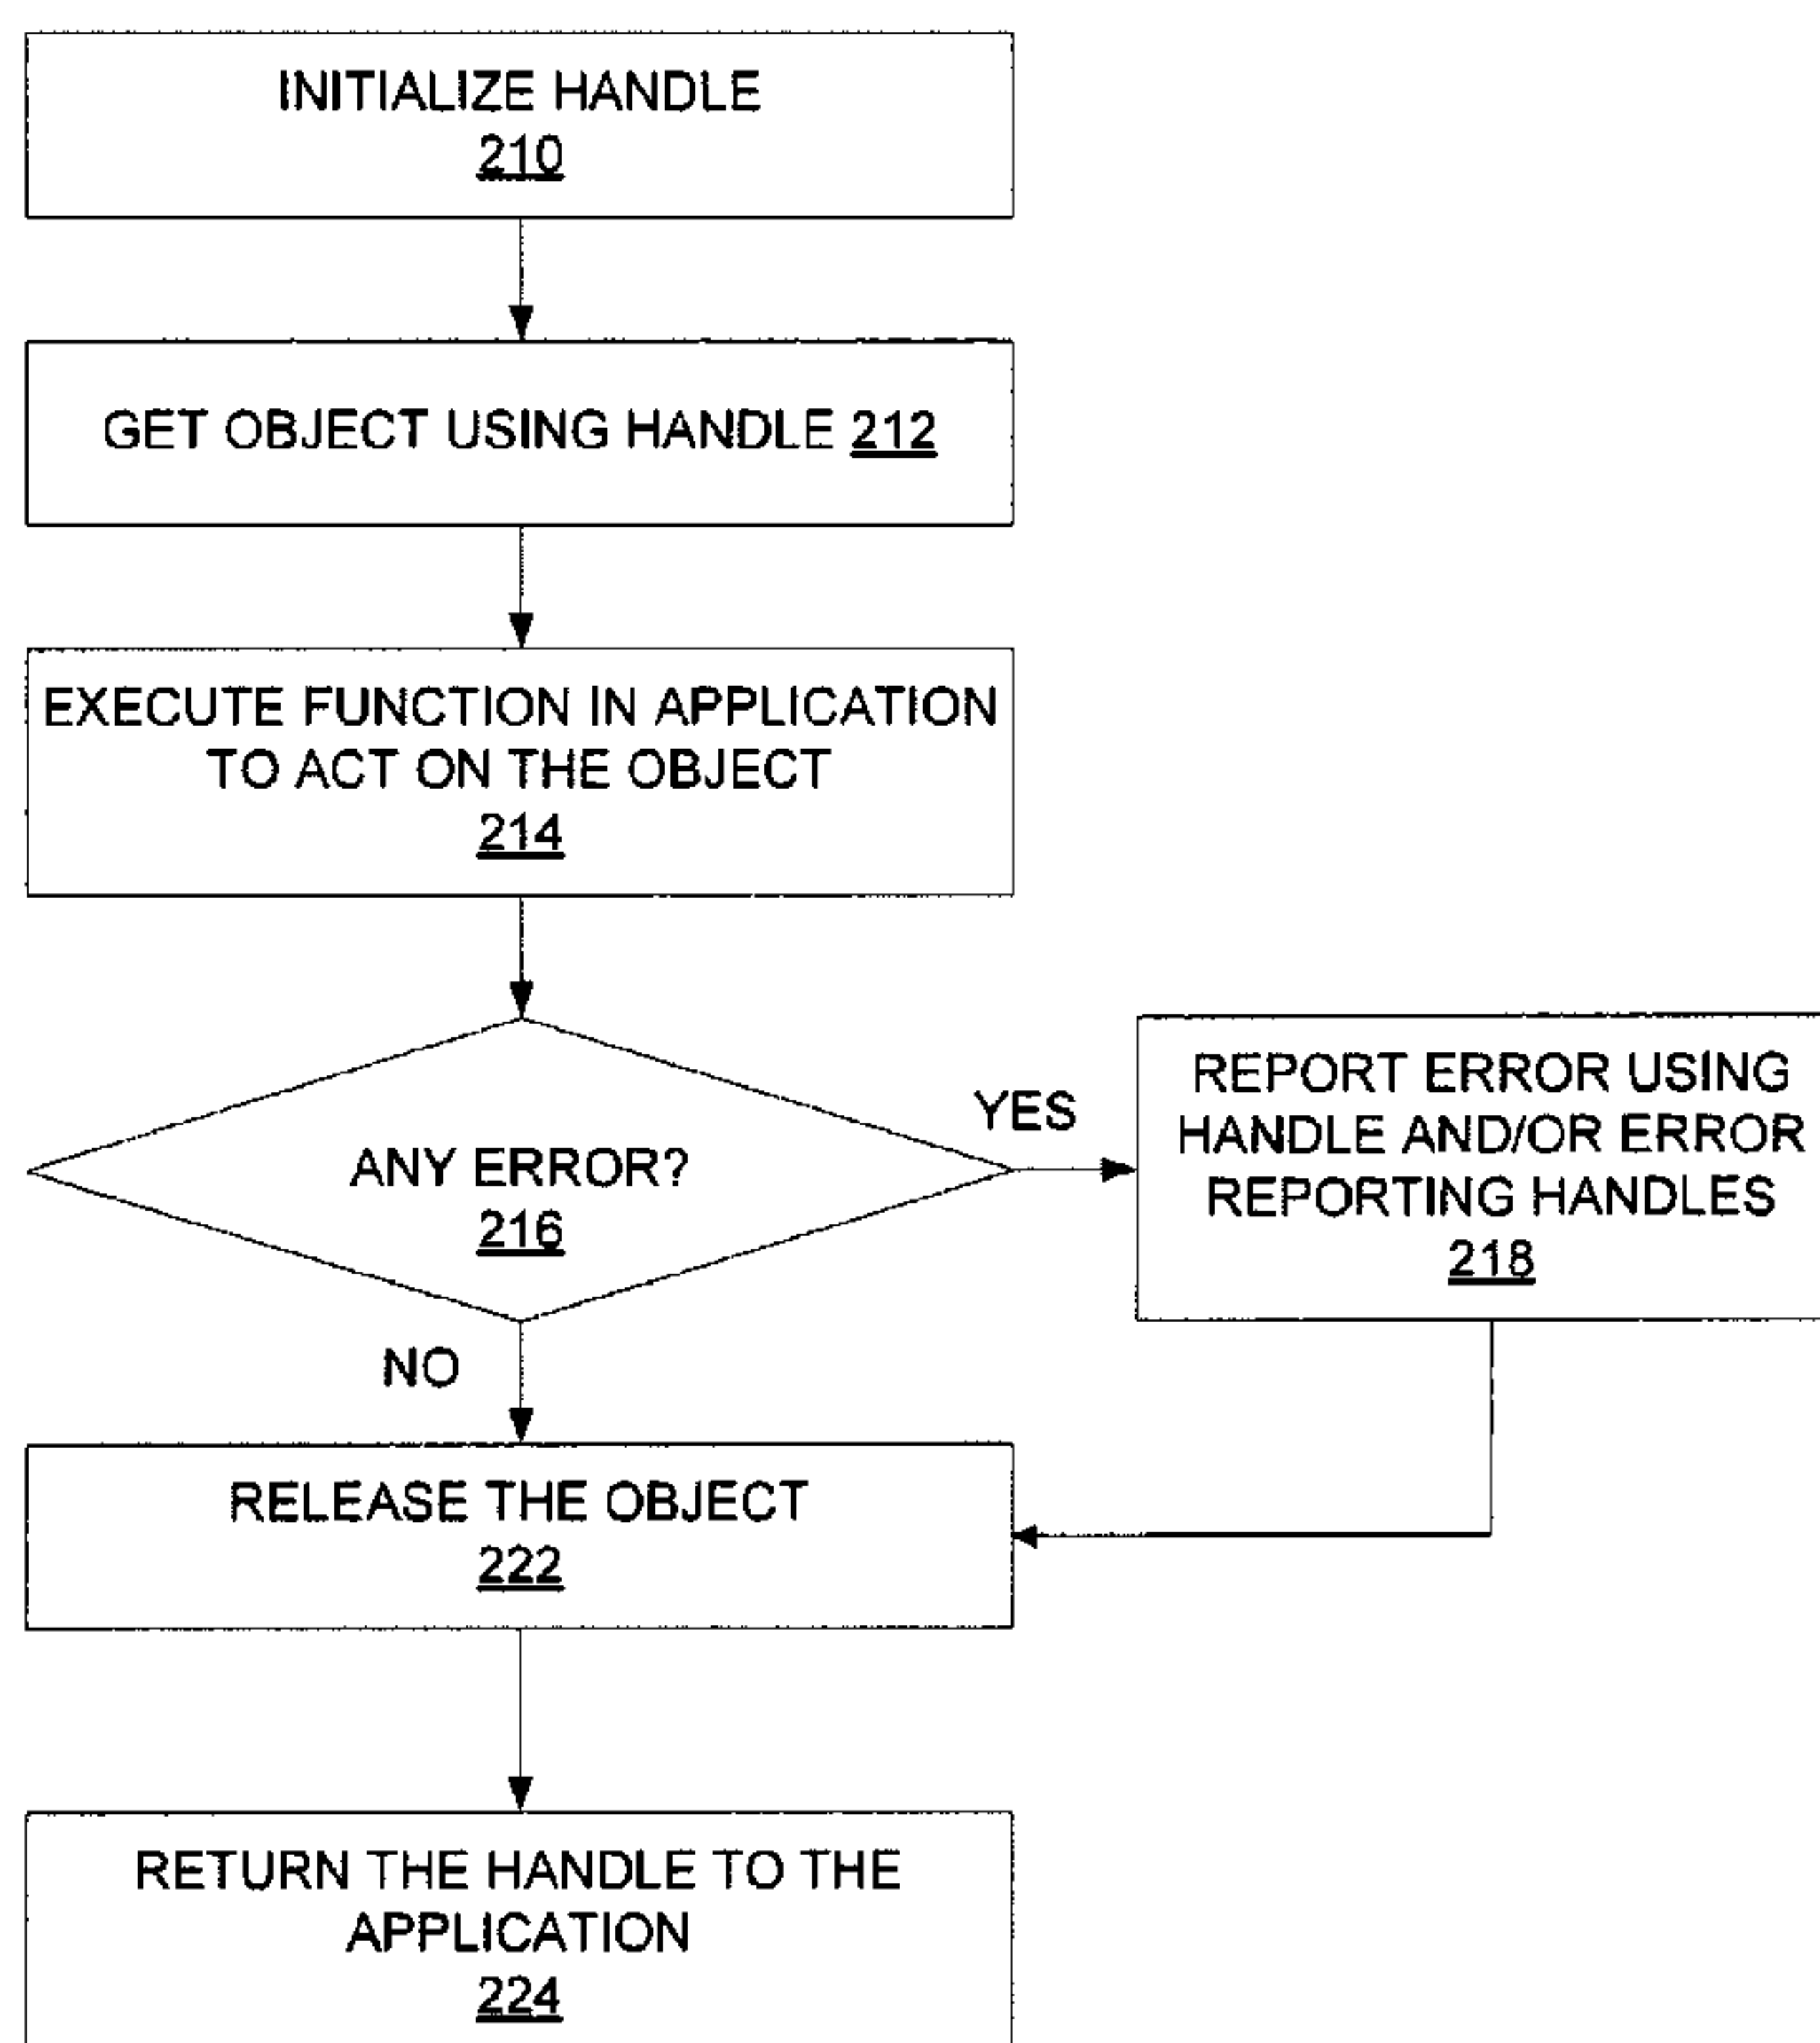 INITIALIZE HANDLE
210
GET OBJECT USING HANDLE 212
EXECUTE FUNCTION IN APPLICATION
TO ACT ON THE OBJECT
214
ANY ERROR?
216
YES
REPORT ERROR USING
HANDLE AND/OR ERROR
REPORTING HANDLES
218
NO
RELEASE THE OBJECT
222
RETURN THE HANDLE TO THE
APPLICATION
224